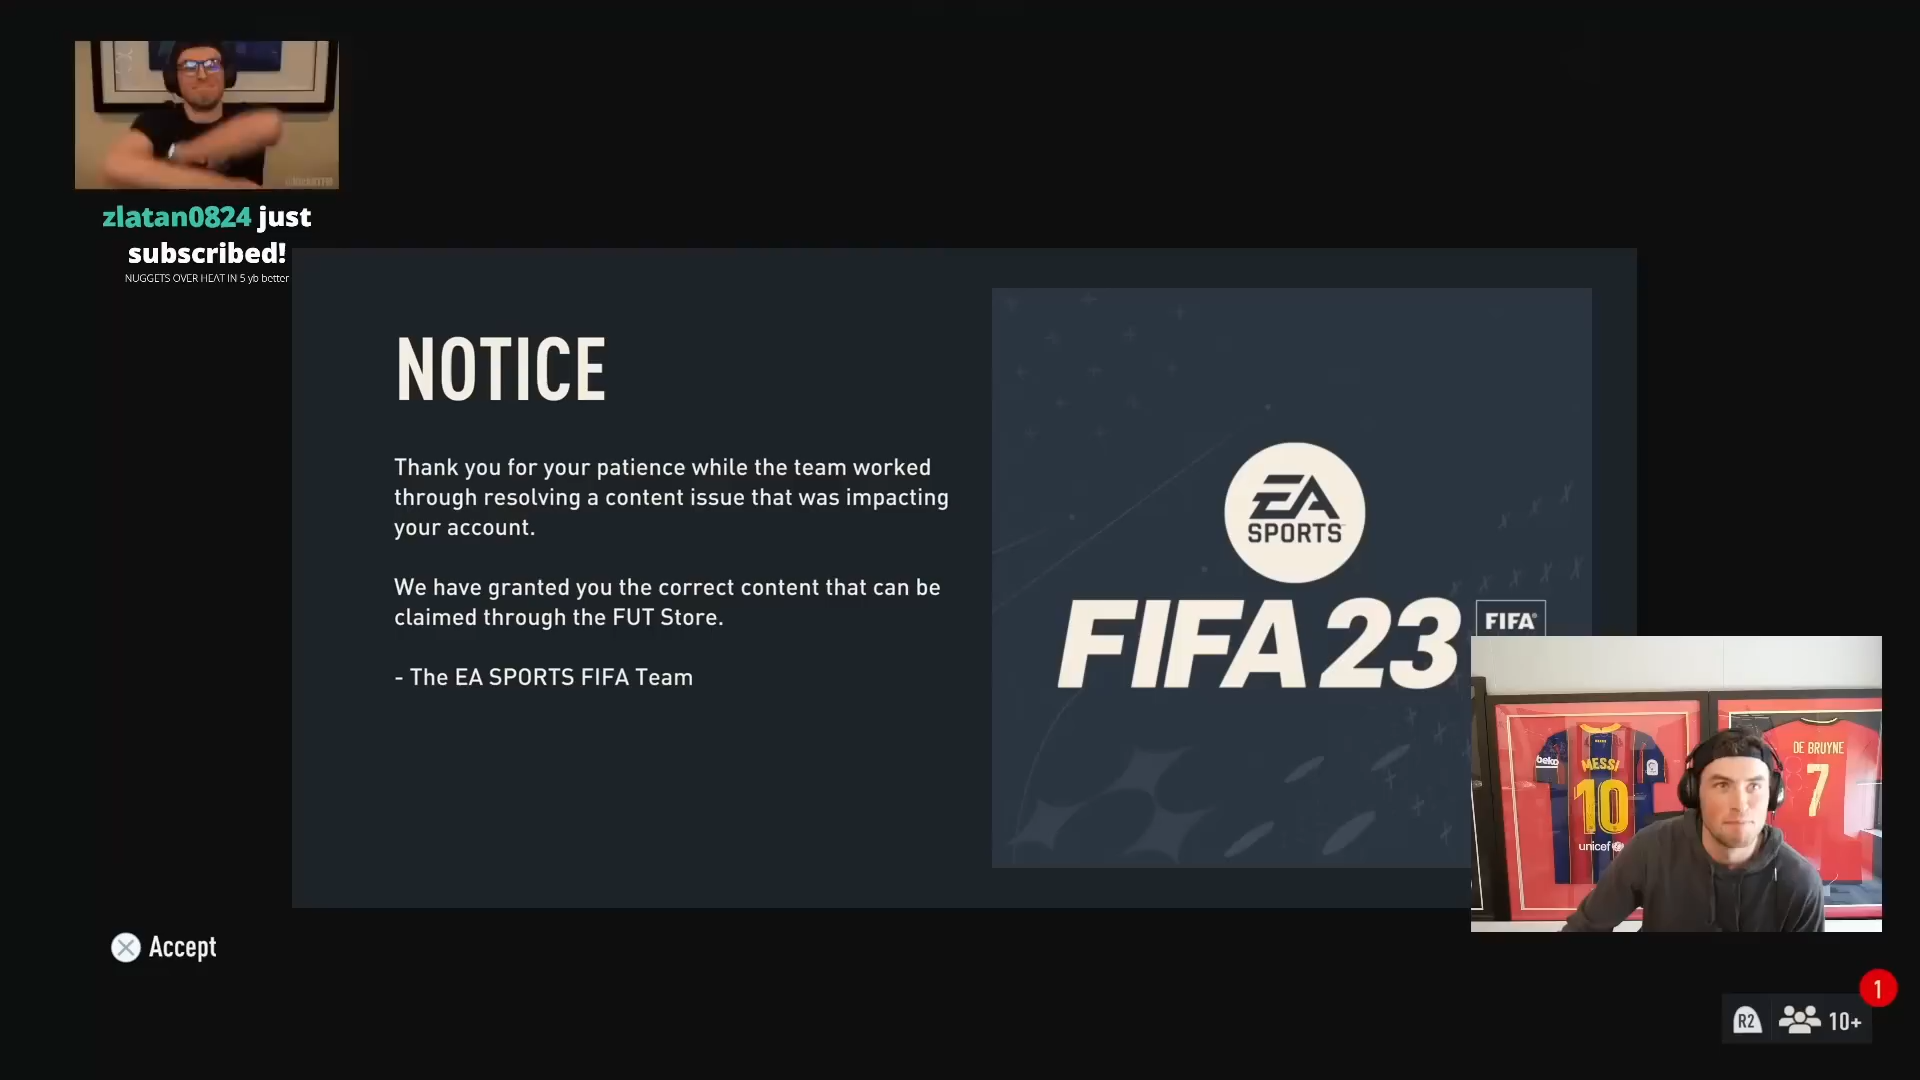 zlatan0824 just
subscribed!
NUGGETS OVER HEAT IN 5 yb better
NOTICE
Thank you for your patience while the team worked
through resolving a content issue that was impacting
your account.
We have granted you the correct content that can be
claimed through the FUT Store.
- The EA SPORTS FIFA Team
EA
SPORTS
FIFA 23
FIFA
beko
MESSI
10
unicef
DE BRUYNE
7
Accept
1
R2
10+